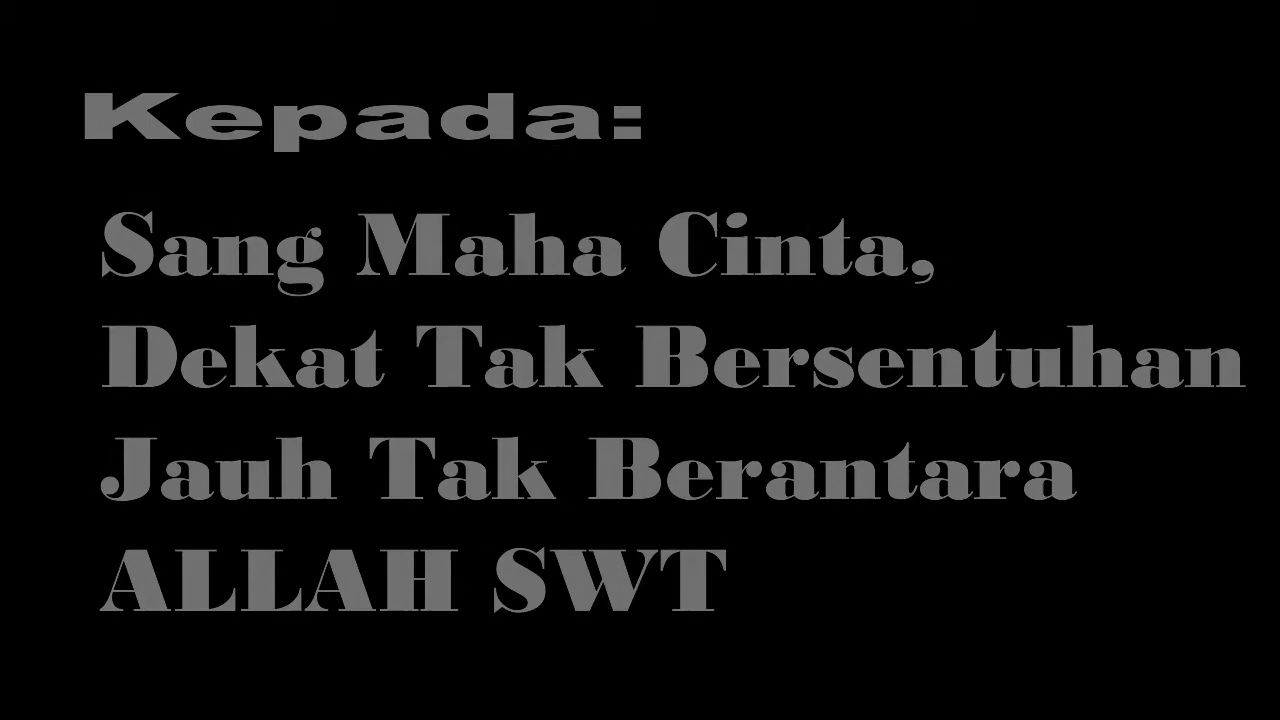 Kepada:
Sang Maha Cinta,
Dekat Tak Bersentuhan
Jauh Tak Berantara
ALLAH SWT